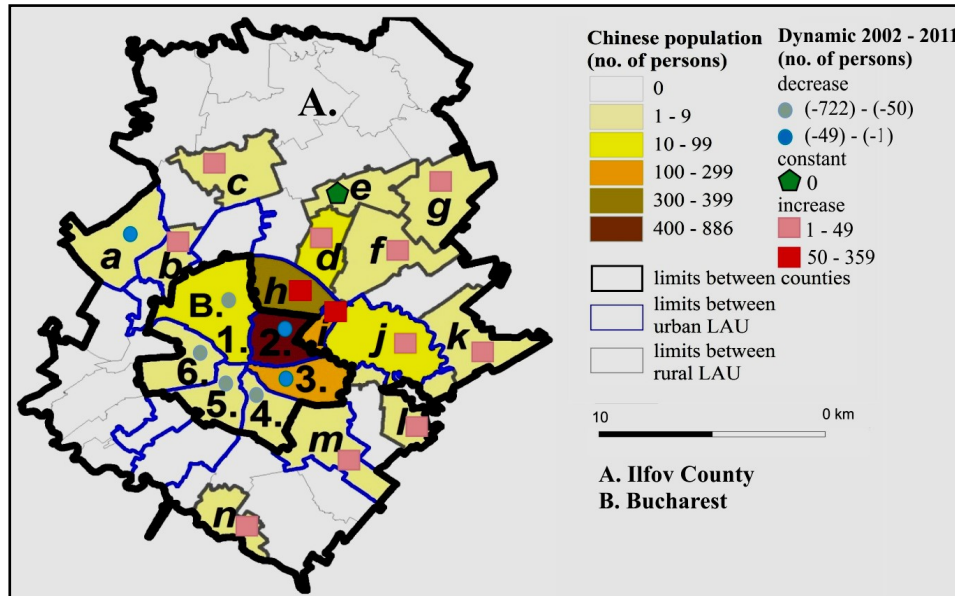 Chinese population
(no. of persons)
0
1 - 9
10 - 99
100 - 299
300 - 399
400 - 886
limits between counties
limits between
urban LAU
limits between
rural LAU
Dynamic 2002 - 2011
(no. of persons)
decrease
(-722) - (-50)
(-49) - (-1)
constant
0
increase
1 - 49
50 - 359
10
0 km
A. Ilfov County
B. Bucharest
A.
c
e
g
a
b
d
f
h
B.
i
1.
2.
j
k
6.
3.
5.
4.
l
m
n